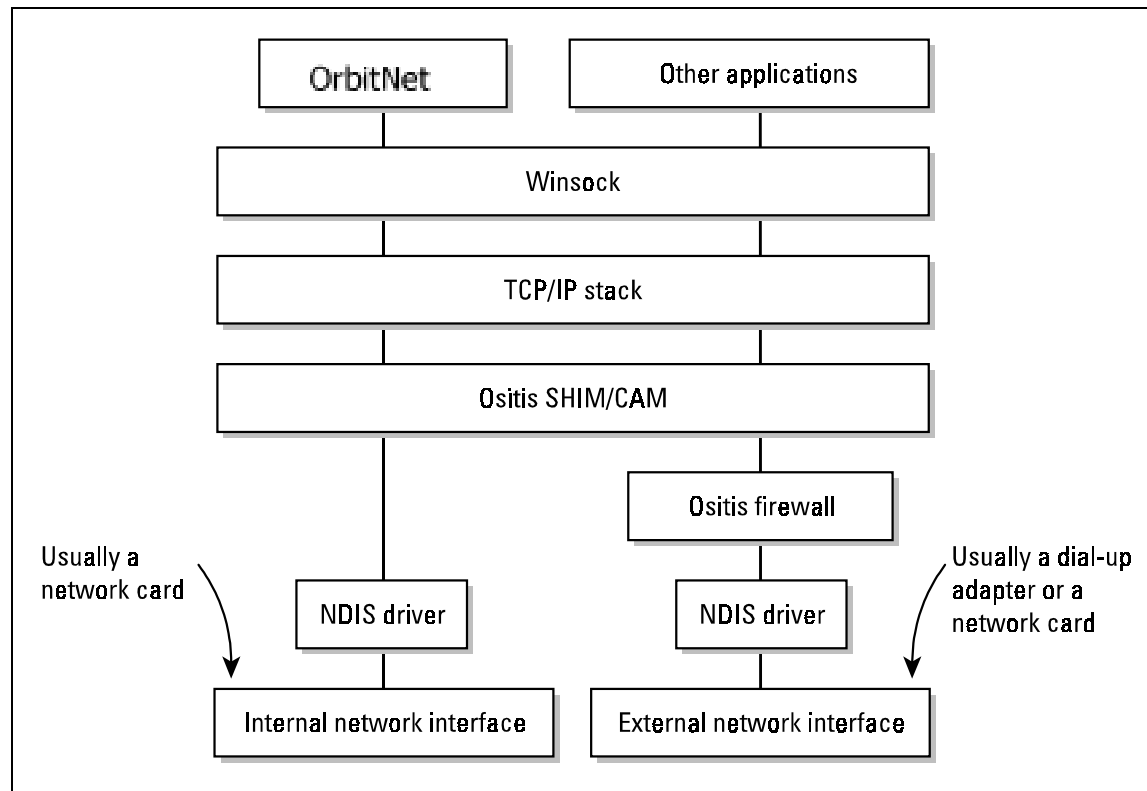 OrbitNet
Other applications
Winsock
TCP/IP stack
Ositis SHIM/CAM
Ositis firewall
Usually a
network card
Usually a dial-up
adapter or a
network card
NDIS driver
NDIS driver
Internal network interface
External network interface